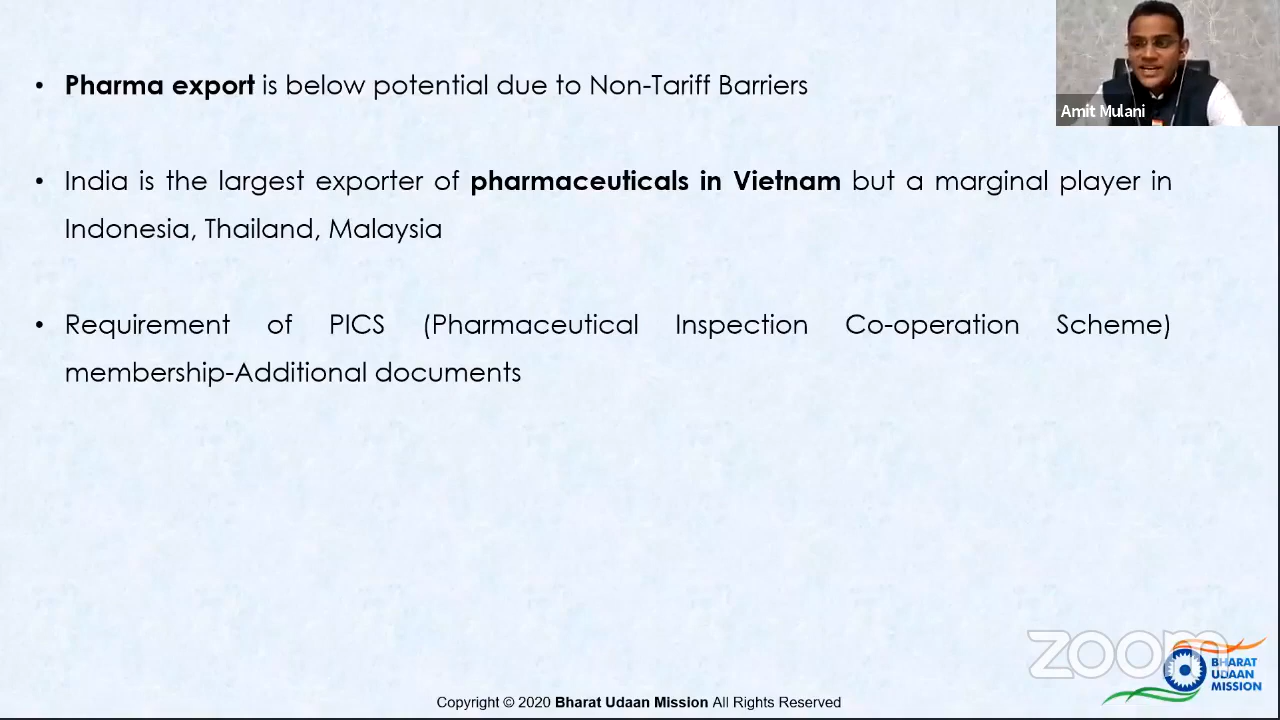 • Pharma export is below potential due to Non-Tariff Barriers
• India is the largest exporter of pharmaceuticals in Vietnam but a marginal player in
Indonesia, Thailand, Malaysia
• Requirement of PICS (Pharmaceutical Inspection Co-operation Scheme)
membership-Additional documents
Amit Mulani
zoom
BHARAT
UDAAN
MISSION
Copyright © 2020 Bharat Udaan Mission All Rights Reserved